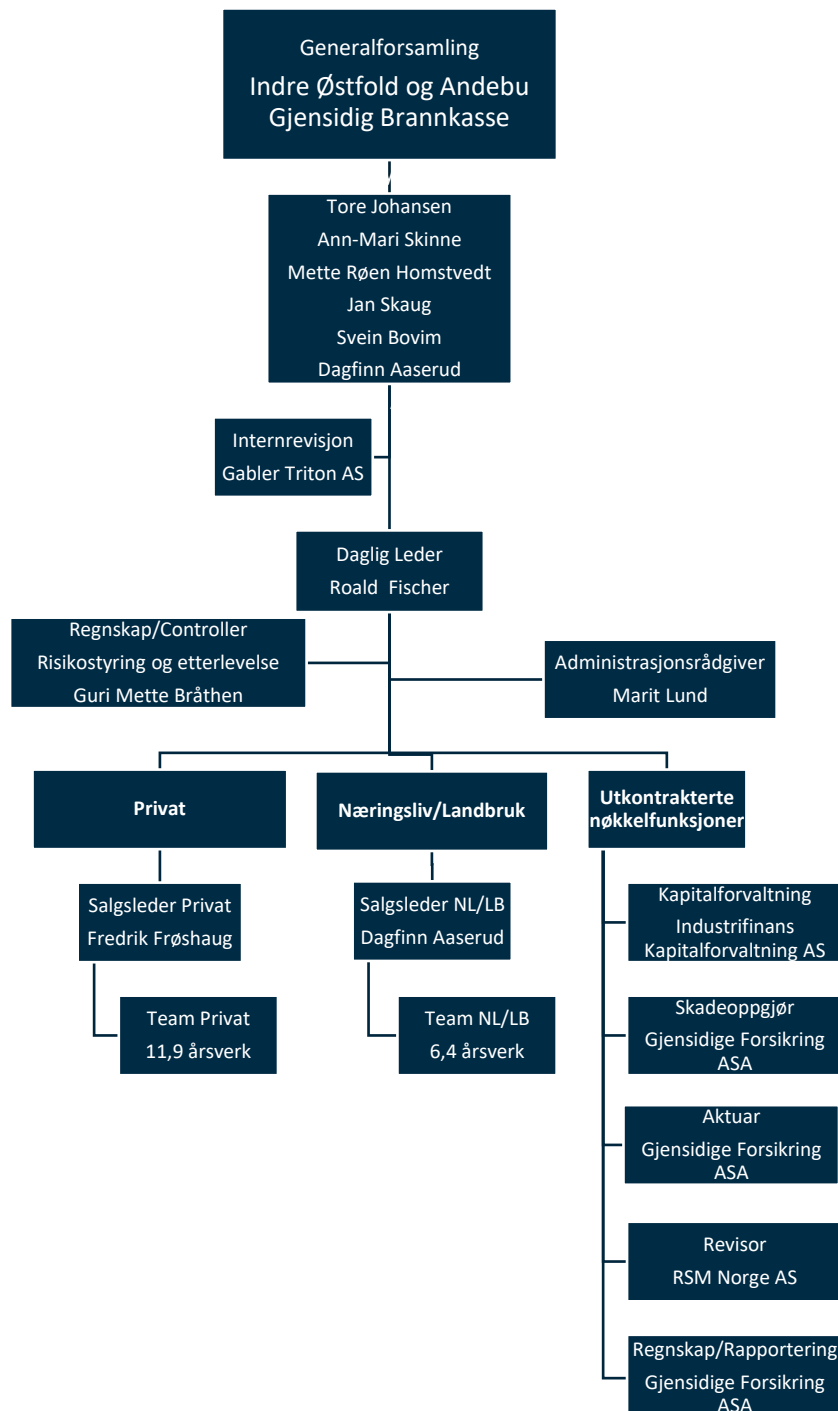 Generalforsamling
Indre Østfold og Andebu
Gjensidig Brannkasse
Tore Johansen
Ann-Mari Skinne
Mette Røen Homstvedt
Jan Skaug
Svein Bovim
Dagfinn Aaserud
Internrevisjon
Gabler Triton AS
Daglig Leder
Roald Fischer
Regnskap/Controller
Risikostyring og etterlevelse
Guri Mette Bråthen
Administrasjonsrådgiver
Marit Lund
Privat
Salgsleder Privat
Fredrik Frøshaug
Team Privat
11,9 årsverk
Næringsliv/Landbruk
Salgsleder NL/LB
Dagfinn Aaserud
Team NL/LB
6,4 årsverk
Utkontrakterte
nøkkelfunksjoner
Kapitalforvaltning
Industrifinans
Kapitalforvaltning AS
Skadeoppgjør
Gjensidige Forsikring
ASA
Aktuar
Gjensidige Forsikring
ASA
Revisor
RSM Norge AS
Regnskap/Rapportering
Gjensidige Forsikring
ASA